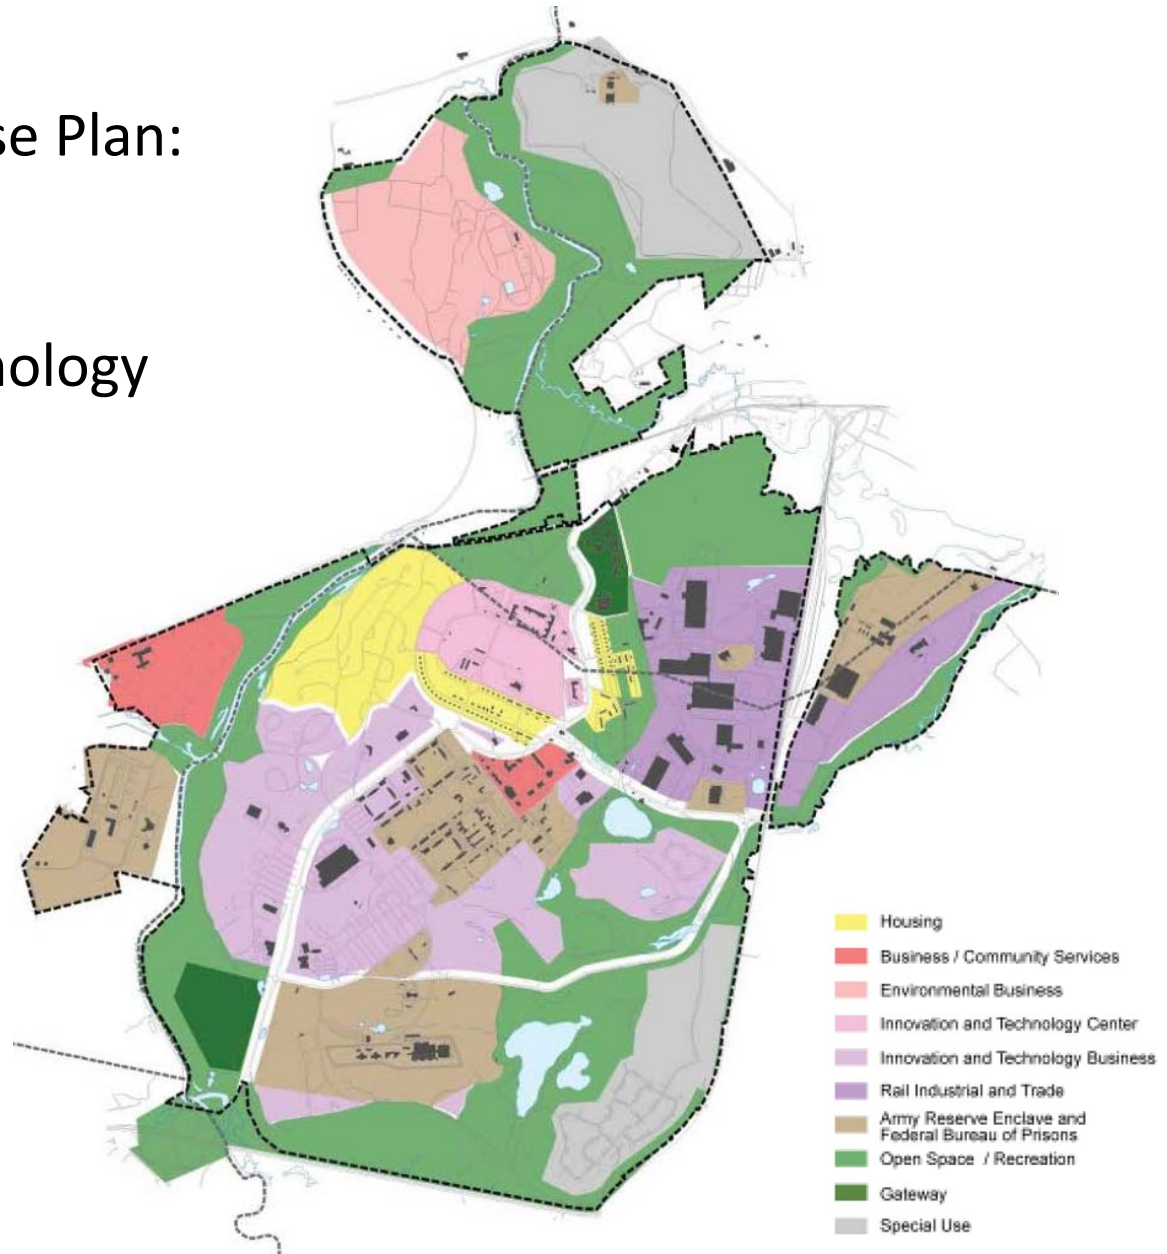 se Plan:
nology
Housing
Business / Community Services
Environmental Business
Innovation and Technology Center
Innovation and Technology Business
Rail Industrial and Trade
Army Reserve Enclave and
Federal Bureau of Prisons
Open Space / Recreation
Gateway
Special Use